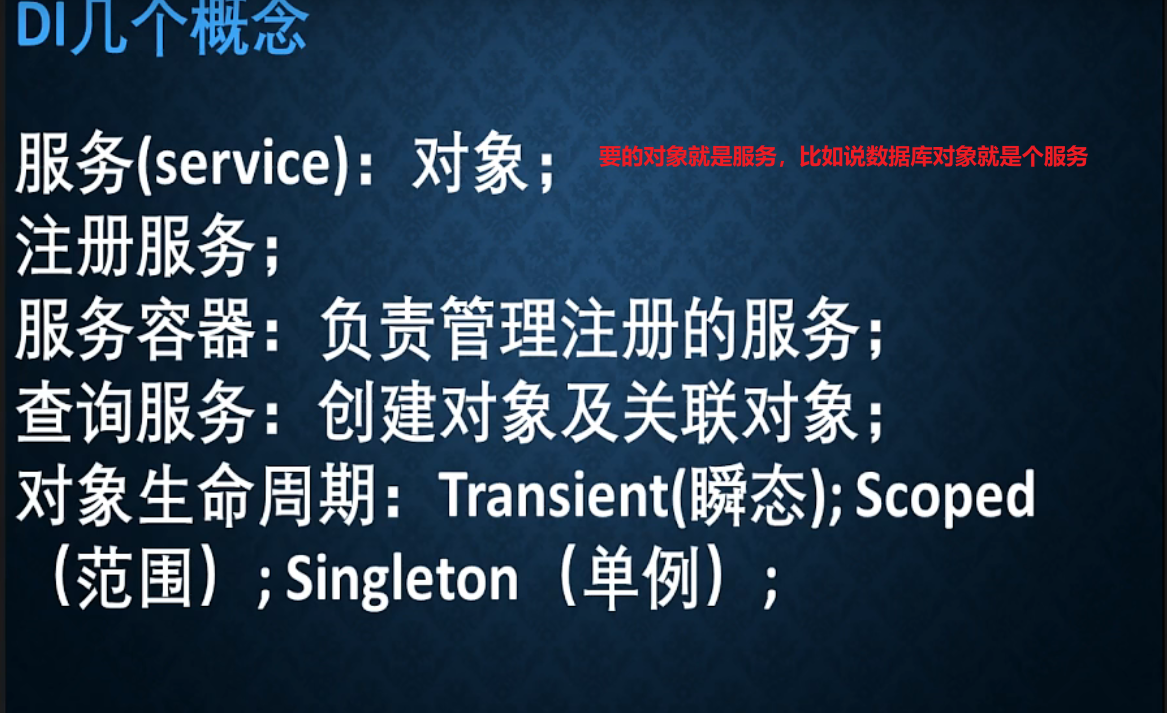 DI几个概念
服务(service)：对象； 要的对象就是服务，比如说数据库对象就是个服务
注册服务；
服务容器：负责管理注册的服务；
查询服务：创建对象及关联对象；
对象生命周期：Transient(瞬态); Scoped
（范围）; Singleton（单例）;